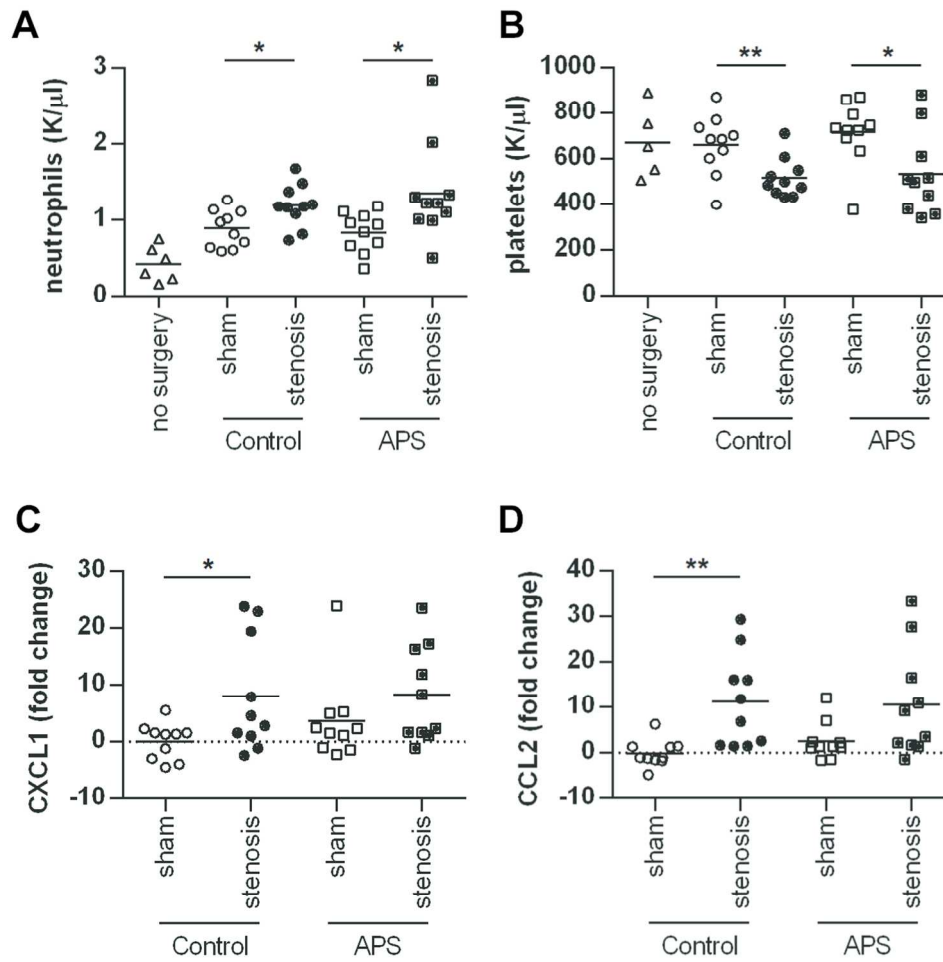 A
neutrophils (K/µl)
3
2
1
0
*
*
no surgery
sham
stenosis
sham
stenosis
Control
APS
B
platelets (K/µl)
1000
800
600
400
200
0
**
*
no surgery
sham
stenosis
sham
stenosis
Control
APS
C
CXCL1 (fold change)
30
20
10
0
-10
*
sham
stenosis
sham
stenosis
Control
APS
D
CCL2 (fold change)
40
30
20
10
0
-10
**
sham
stenosis
sham
stenosis
Control
APS